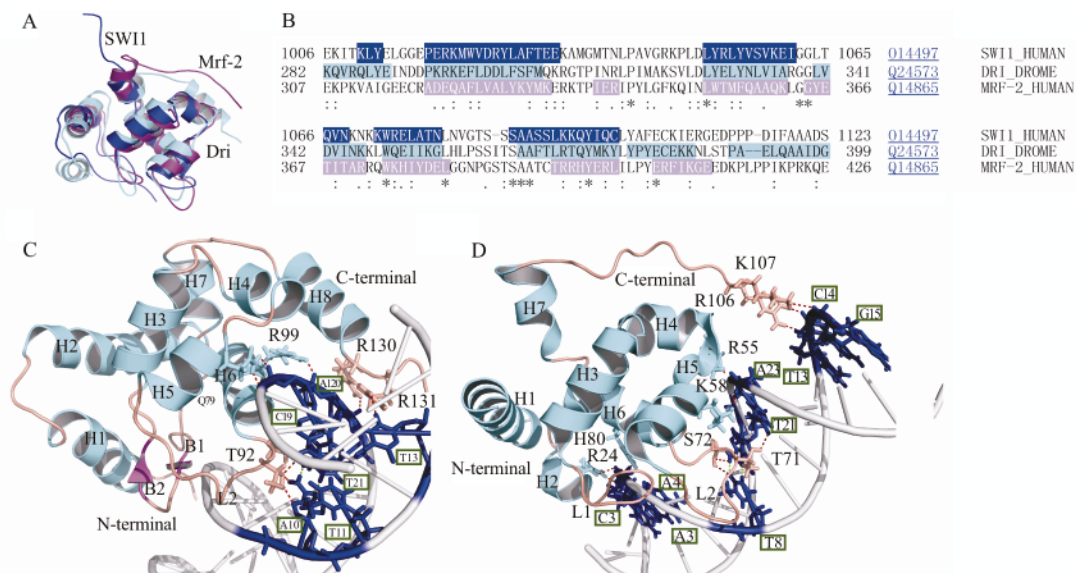 A
SWI1
Mrf-2
Dri
B
1006 EKITKLYELGGEPERKMWVDRYLAFTEEKAMGMTNLPAVGRKPLDLYRLYVSVKEIGGLT 1065 O14497 SWI1_HUMAN
282 KQVRQLYEINDDPKRKEFLDDLFSFMQKRGTPINRLPIMAKSVLDLYELYNLVIARGGLV 341 Q24573 DRI_DROME
307 EKPKVAIGEECRADEQAFLVALYKYMKERKTPIERIPYLGFKQINLWTMFQAAQKLGGYE 366 Q14865 MRF-2_HUMAN
1066 QVNKNKKWRELATNLNVGTS-SSAASSLKKQYIQCLYAFECKIERGEDPPP-DIFAAADS 1123 O14497 SWI1_HUMAN
342 DVINKKLWQEIIKGLHLPSSITSAAFTLRTQYMKYLYPYECEKKNLSTPA--ELQAAIDG 399 Q24573 DRI_DROME
367 TITARRQWKHIYDELGGNPGSTSAATCTRRHYERLILPYERFIKGEEDKPLPPIKPRKQE 426 Q14865 MRF-2_HUMAN
C
C-terminal
H7
H4
H8
H3
H2
R99
R130
H6
A120
H5
Q79
R131
C19
H1
B1
T92
T13
T21
B2
L2
N-terminal
A10
T11
D
K107
C-terminal
R106
C14
H7
G15
H4
R55
H3
H5
A23
T13
K58
H1
H6
T21
H80
S72
N-terminal
R24
T71
H2
A4
L2
L1
C3
A3
T8